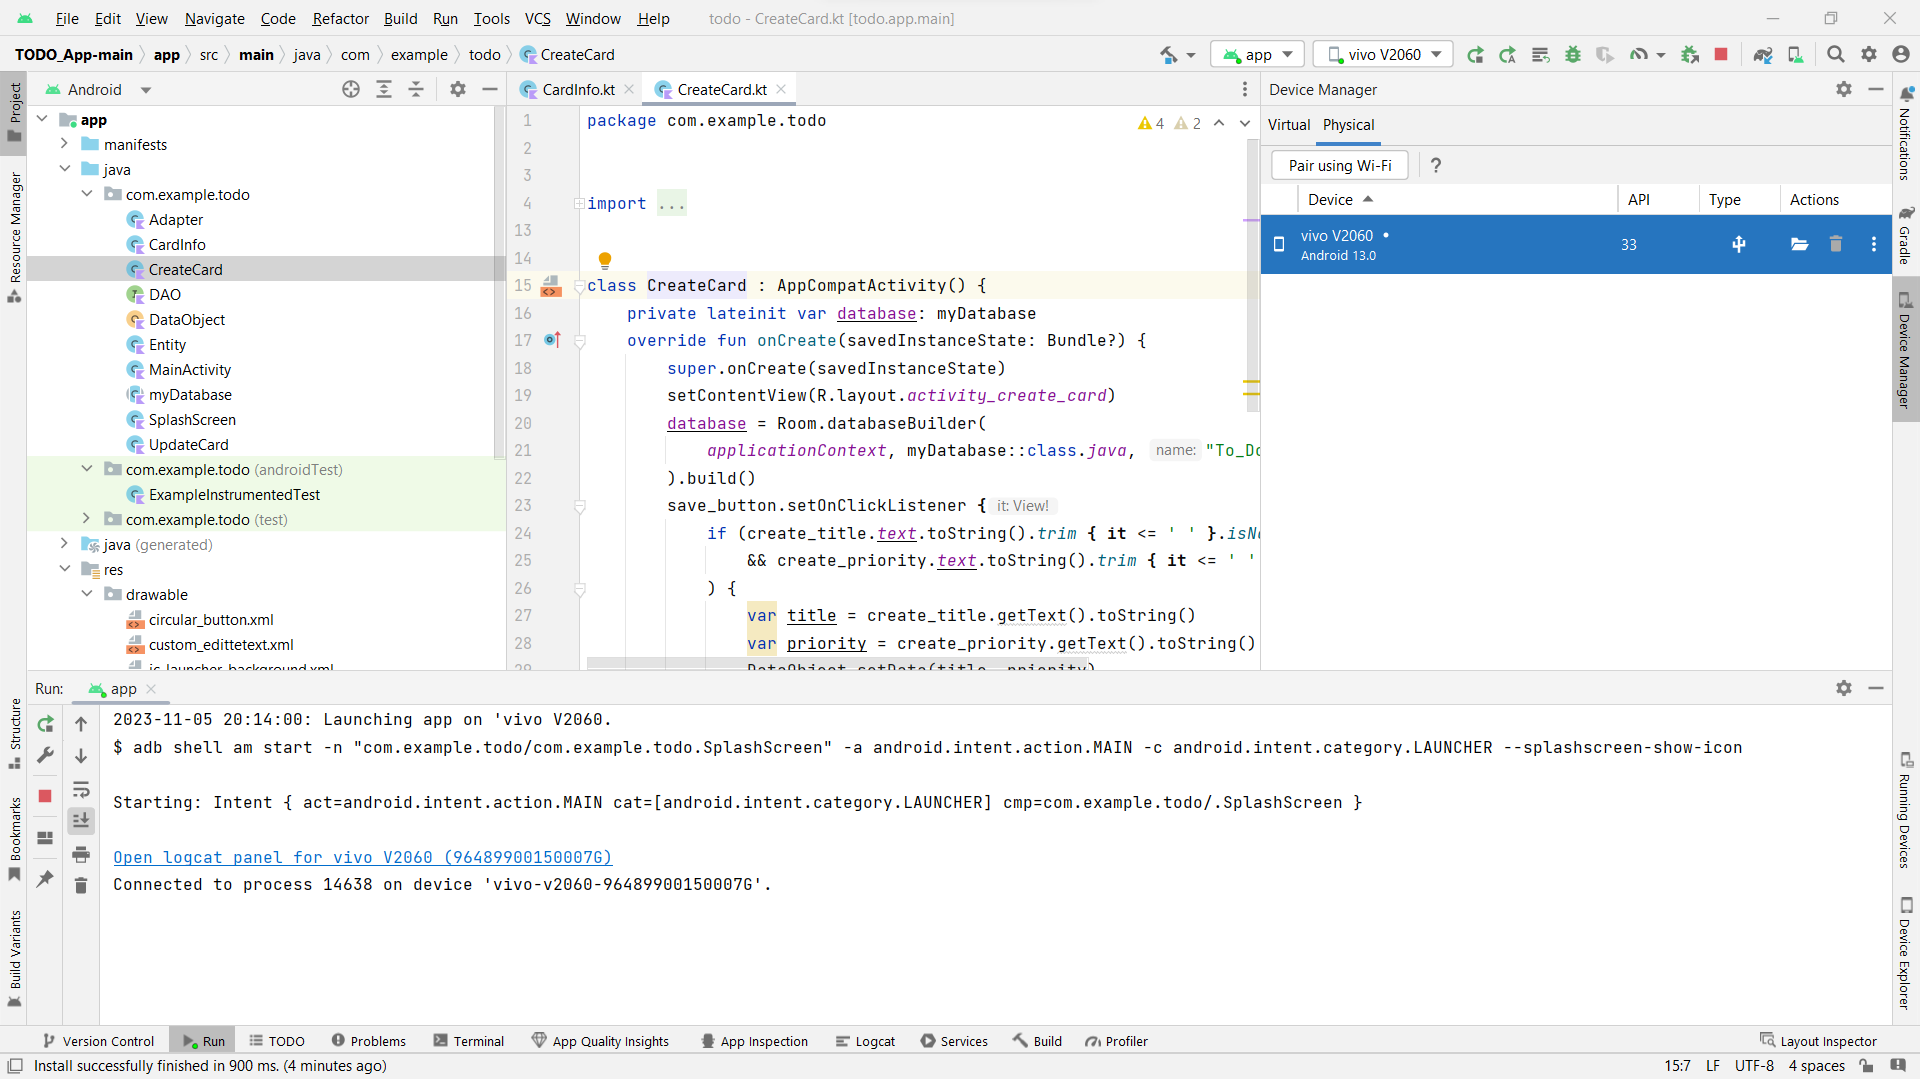 File Edit View Navigate Code Refactor Build Run Tools VCS Window Help todo - CreateCard.kt [todo.app.main]
TODO_App-main app src main java com example todo CreateCard app vivo V2060
Project
Resource Manager
Structure
Bookmarks
Build Variants
Android
app
manifests
java
com.example.todo
Adapter
CardInfo
CreateCard
DAO
DataObject
Entity
MainActivity
myDatabase
SplashScreen
UpdateCard
com.example.todo (androidTest)
ExampleInstrumentedTest
com.example.todo (test)
java (generated)
res
drawable
circular_button.xml
custom_edittetext.xml
ic_launcher_background.xml
CardInfo.kt CreateCard.kt
4 2
1 package com.example.todo
2
3
4 import ...
13
14
15 class CreateCard : AppCompatActivity() {
16 private lateinit var database: myDatabase
17 override fun onCreate(savedInstanceState: Bundle?) {
18 super.onCreate(savedInstanceState)
19 setContentView(R.layout.activity_create_card)
20 database = Room.databaseBuilder(
21 applicationContext, myDatabase::class.java, name: "To_Do
22 ).build()
23 save_button.setOnClickListener { it: View!
24 if (create_title.text.toString().trim { it <= ' ' }.isNo
25 && create_priority.text.toString().trim { it <= ' '
26 ) {
27 var title = create_title.getText().toString()
28 var priority = create_priority.getText().toString()
29 DataObject.setData(title, priority)
Device Manager
Virtual Physical
Pair using Wi-Fi ?
Device API Type Actions
vivo V2060 33
Android 13.0
Notifications
Gradle
Device Manager
Running Devices
Device Explorer
Run: app
2023-11-05 20:14:00: Launching app on 'vivo V2060.
$ adb shell am start -n "com.example.todo/com.example.todo.SplashScreen" -a android.intent.action.MAIN -c android.intent.category.LAUNCHER --splashscreen-show-icon
Starting: Intent { act=android.intent.action.MAIN cat=[android.intent.category.LAUNCHER] cmp=com.example.todo/.SplashScreen }
Open logcat panel for vivo V2060 (96489900150007G)
Connected to process 14638 on device 'vivo-v2060-96489900150007G'.
Version Control Run TODO Problems Terminal App Quality Insights App Inspection Logcat Services Build Profiler Layout Inspector
Install successfully finished in 900 ms. (4 minutes ago) 15:7 LF UTF-8 4 spaces